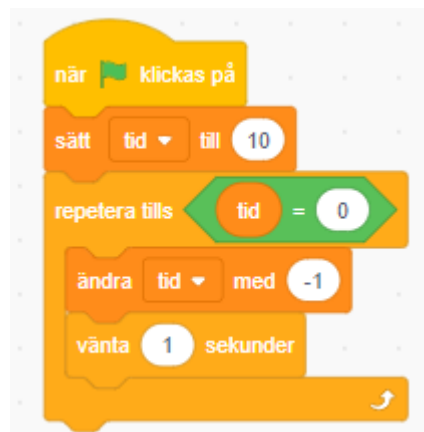 när klickas på
sätt tid till 10
repetera tills tid = 0
ändra tid med -1
vänta 1 sekunder